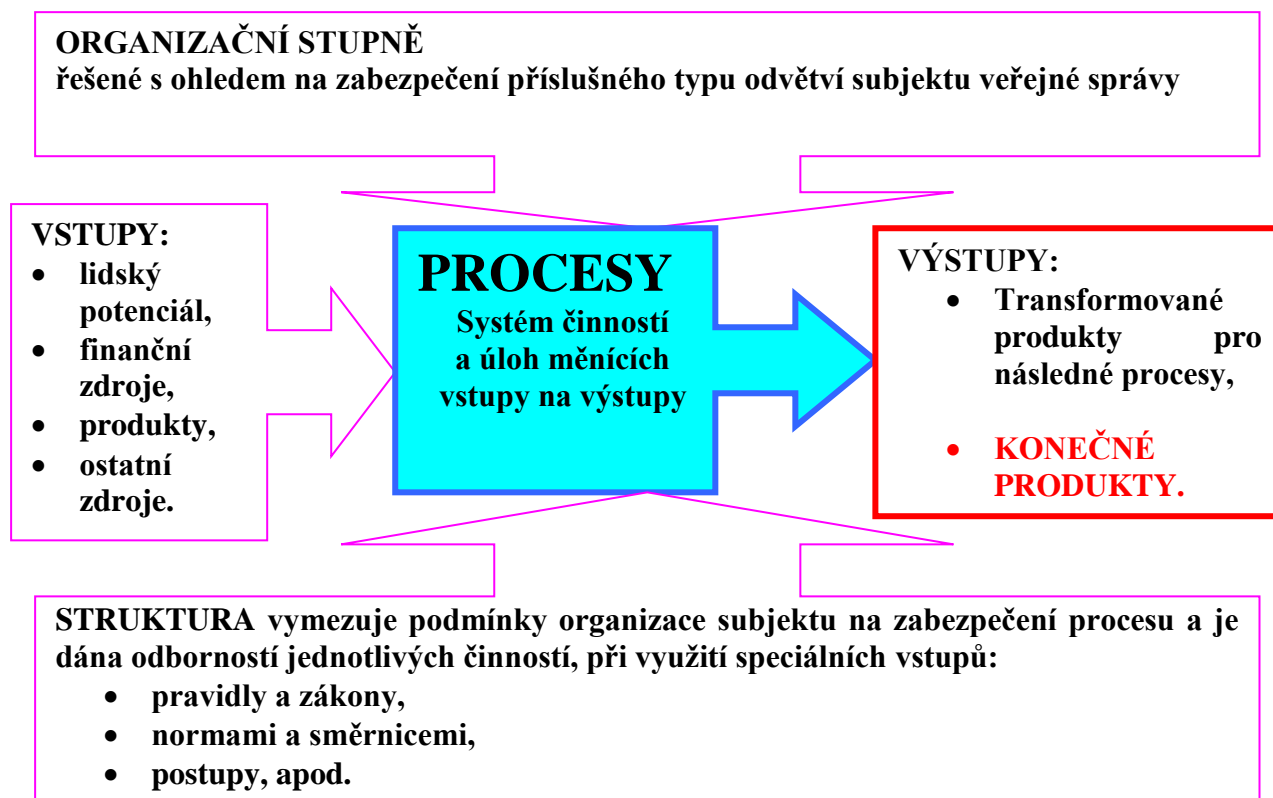 ORGANIZAČNÍ STUPNĚ
řešené s ohledem na zabezpečení příslušného typu odvětví subjektu veřejné správy
VSTUPY:
• lidský
potenciál,
• finanční
zdroje,
• produkty,
• ostatní
zdroje.
PROCESY
Systém činností
a úloh měnících
vstupy na výstupy
VÝSTUPY:
• Transformované
produkty pro
následné procesy,
• KONEČNÉ
PRODUKTY.
STRUKTURA vymezuje podmínky organizace subjektu na zabezpečení procesu a je
dána odborností jednotlivých činností, při využití speciálních vstupů:
• pravidly a zákony,
• normami a směrnicemi,
• postupy, apod.